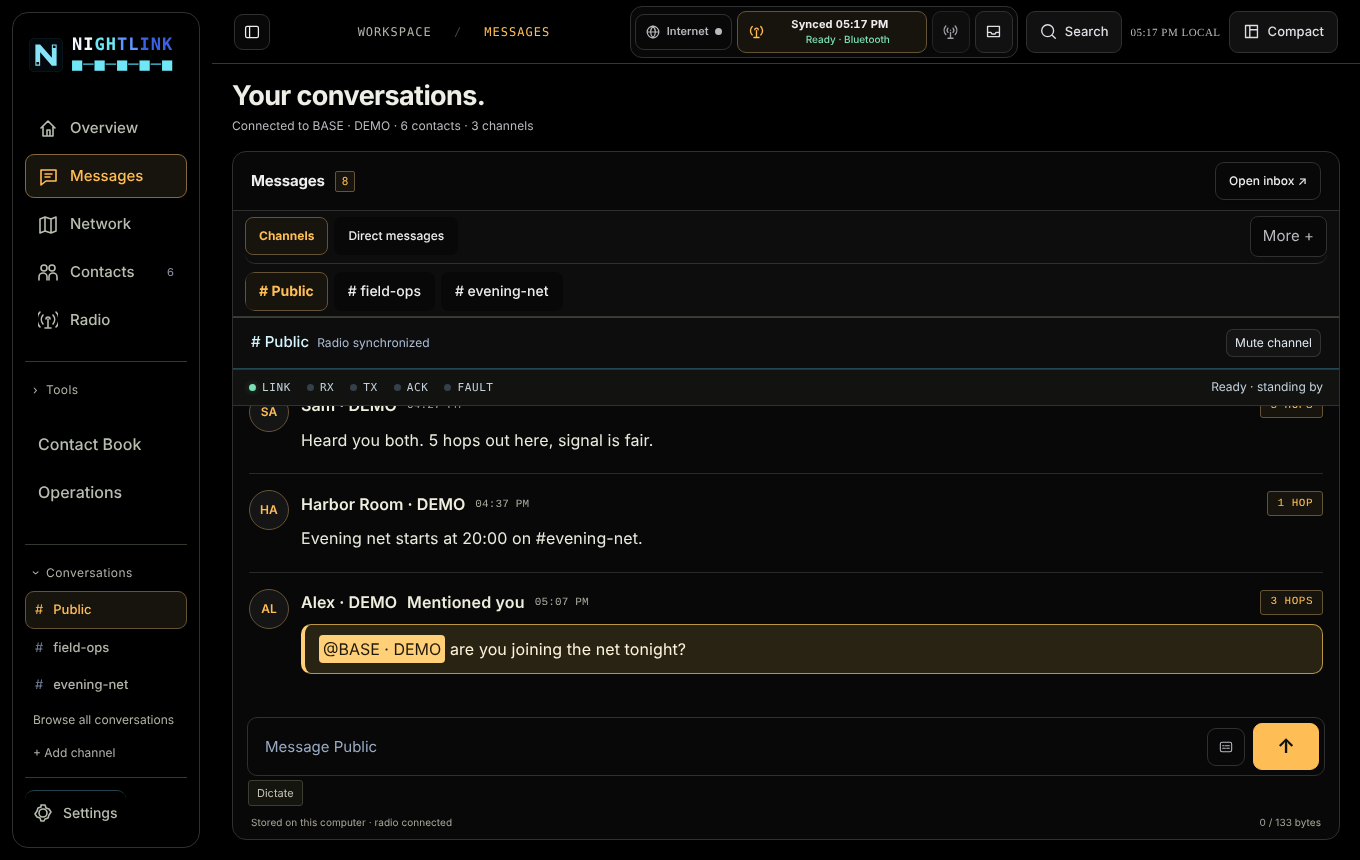 NIGHTLINK
Overview
Messages
Network
Contacts 6
Radio
Tools
Contact Book
Operations
Conversations
# Public
# field-ops
# evening-net
Browse all conversations
+ Add channel
Settings
WORKSPACE / MESSAGES
Internet
Synced 05:17 PM
Ready · Bluetooth
Search
05:17 PM LOCAL
Compact
Your conversations.
Connected to BASE · DEMO · 6 contacts · 3 channels
Messages 8
Open inbox ↗
Channels Direct messages
More +
# Public # field-ops # evening-net
# Public Radio synchronized
Mute channel
LINK RX TX ACK FAULT
Ready · standing by
SA Sam · DEMO 04:27 PM
5 HOPS
Heard you both. 5 hops out here, signal is fair.
HA Harbor Room · DEMO 04:37 PM
1 HOP
Evening net starts at 20:00 on #evening-net.
AL Alex · DEMO Mentioned you 05:07 PM
3 HOPS
@BASE · DEMO are you joining the net tonight?
Message Public
Dictate
Stored on this computer · radio connected
0 / 133 bytes